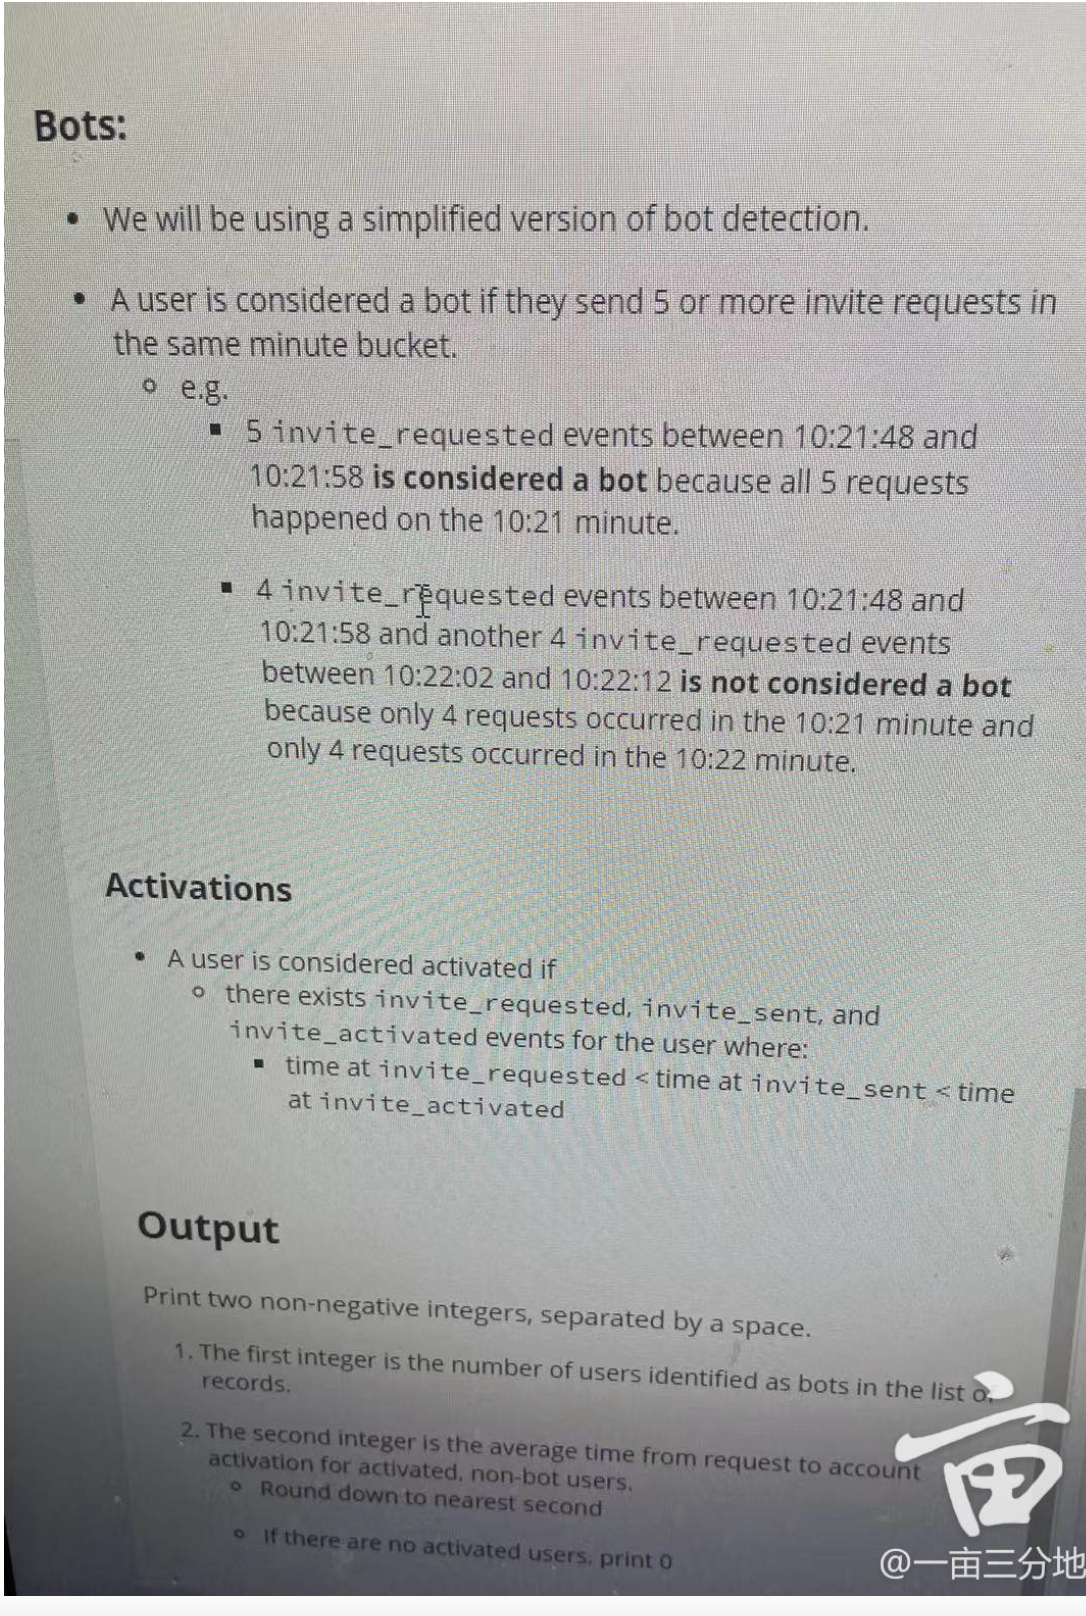 Bots:
• We will be using a simplified version of bot detection.
• A user is considered a bot if they send 5 or more invite requests in
the same minute bucket.
○ e.g.
▪ 5 invite_requested events between 10:21:48 and
10:21:58 is considered a bot because all 5 requests
happened on the 10:21 minute.
▪ 4 invite_requested events between 10:21:48 and
10:21:58 and another 4 invite_requested events
between 10:22:02 and 10:22:12 is not considered a bot
because only 4 requests occurred in the 10:21 minute and
only 4 requests occurred in the 10:22 minute.
Activations
• A user is considered activated if
○ there exists invite_requested, invite_sent, and
invite_activated events for the user where:
▪ time at invite_requested < time at invite_sent < time
at invite_activated
Output
Print two non-negative integers, separated by a space.
1. The first integer is the number of users identified as bots in the list
records.
2. The second integer is the average time from request to account
activation for activated, non-bot users.
○ Round down to nearest second
○ If there are no activated users, print 0
亩
@一亩三分地